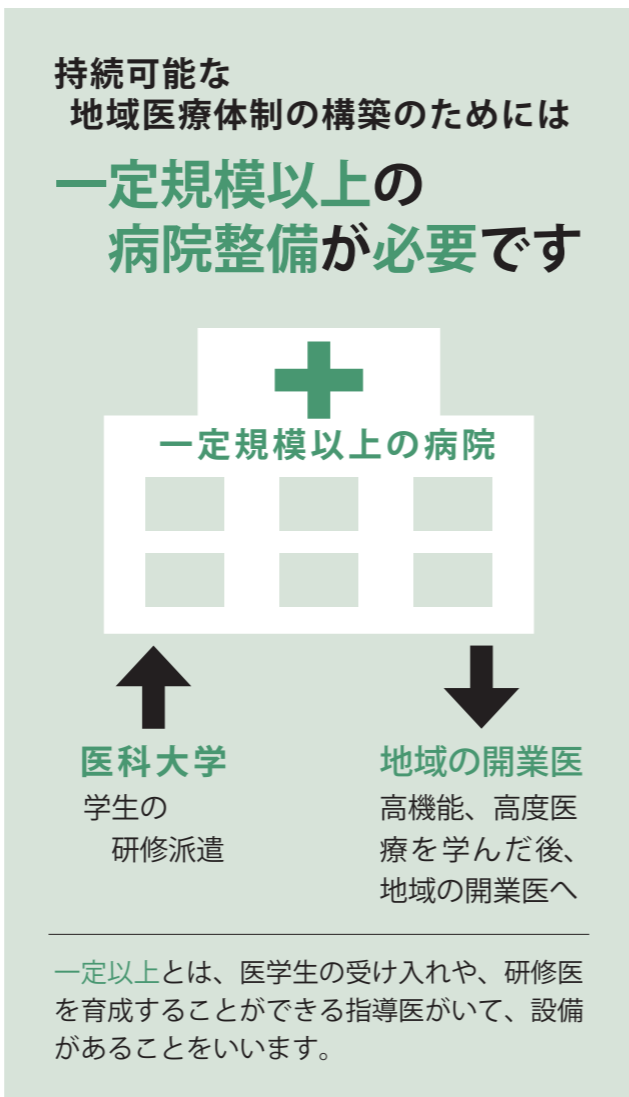 持続可能な
地域医療体制の構築のためには
一定規模以上の
病院整備が必要です
一定規模以上の病院
医科大学
学生の
研修派遣
地域の開業医
高機能、高度医
療を学んだ後、
地域の開業医へ
一定以上とは、医学生の受け入れや、研修医
を育成することができる指導医がいて、設備
があることをいいます。